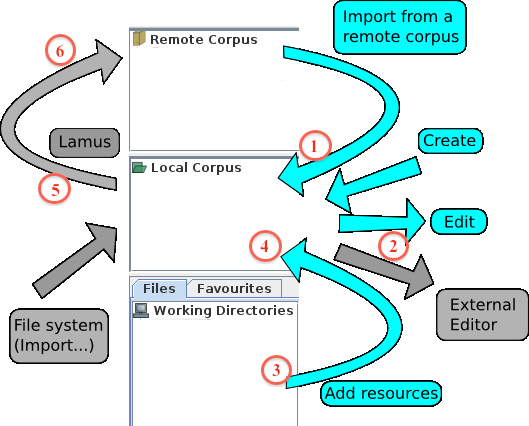 Import from a
remote corpus
6
Remote Corpus
1
Lamus
Create
5
Local Corpus
Edit
4
2
Files
Favourites
External
Editor
File system
(Import...)
Working Directories
3
Add resources